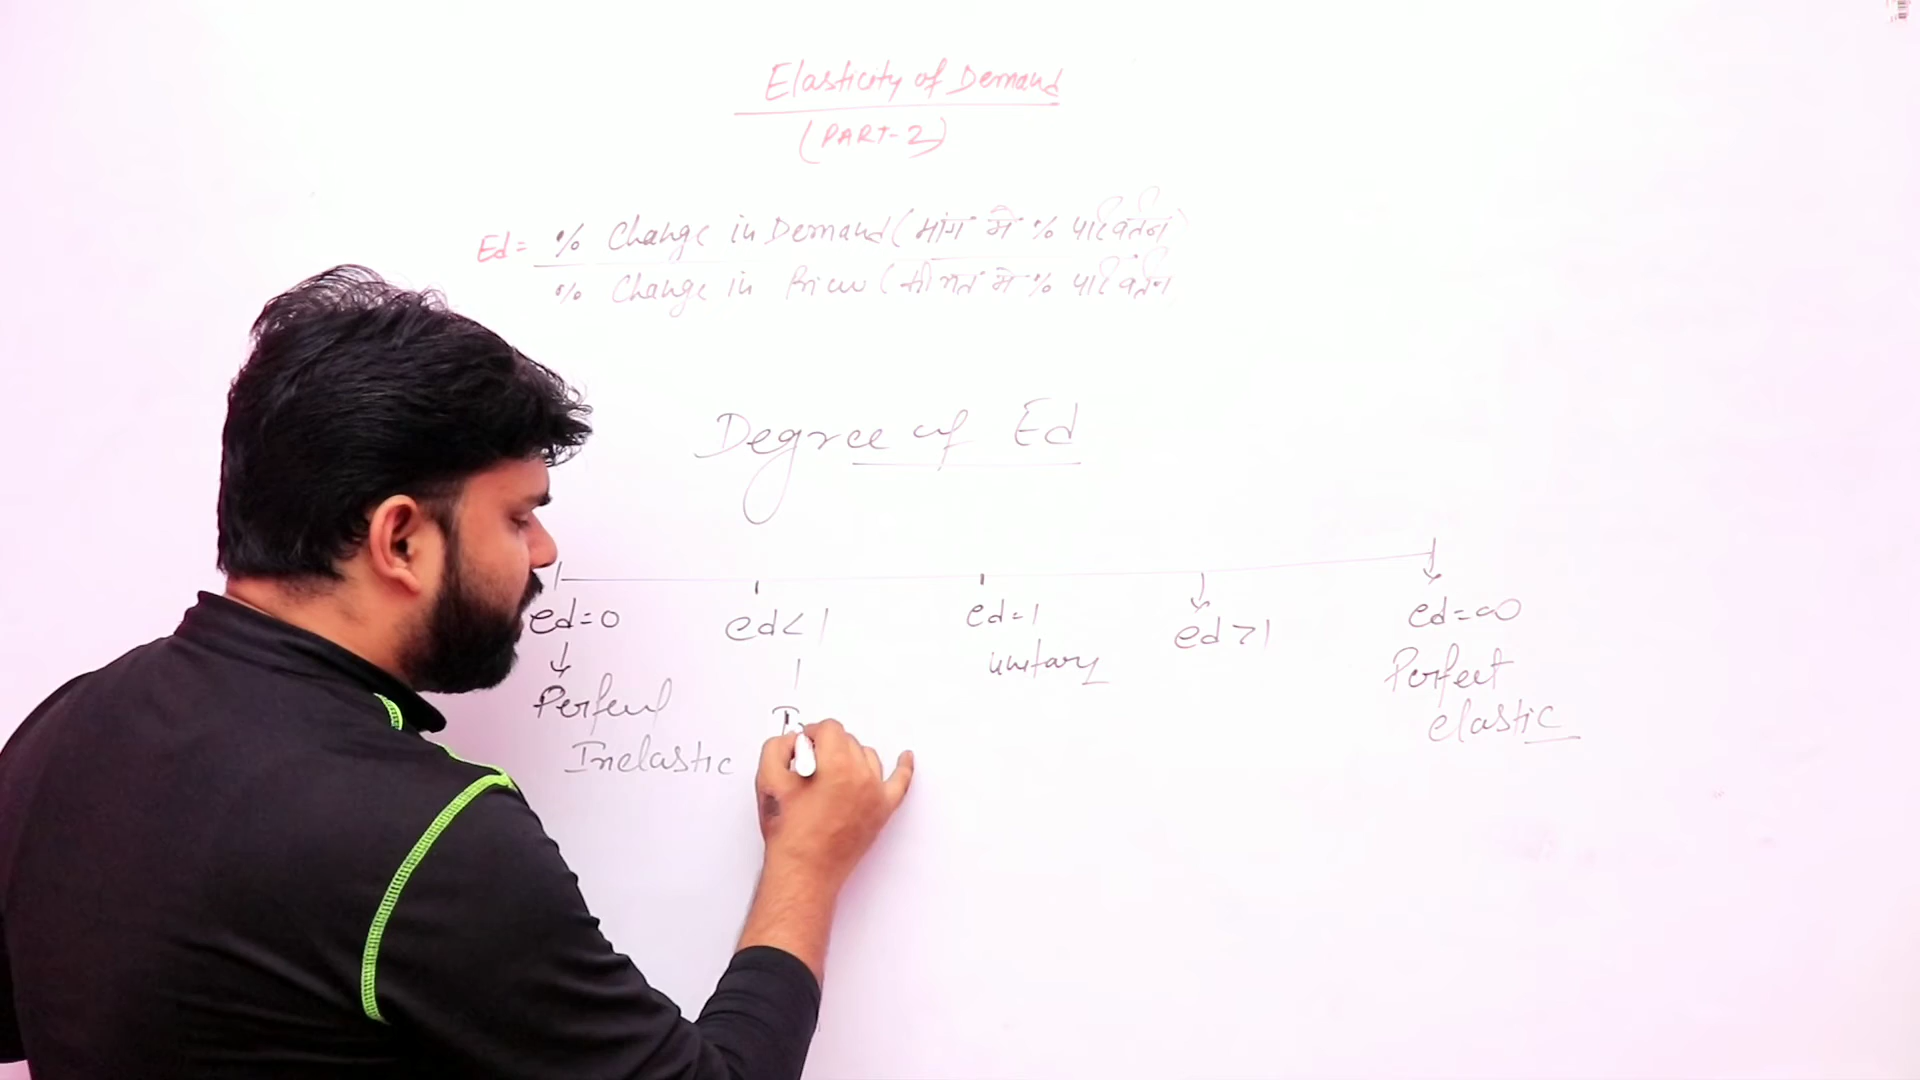 Elasticity of Demand
(PART-2)
Ed = % Change in Demand (मांग में % परिवर्तन)
% Change in Price (कीमत में % परिवर्तन
Degree of Ed
ed=0 ed<1 ed=1 ed>1 ed=∞
unitary Perfect
Inelastic elastic